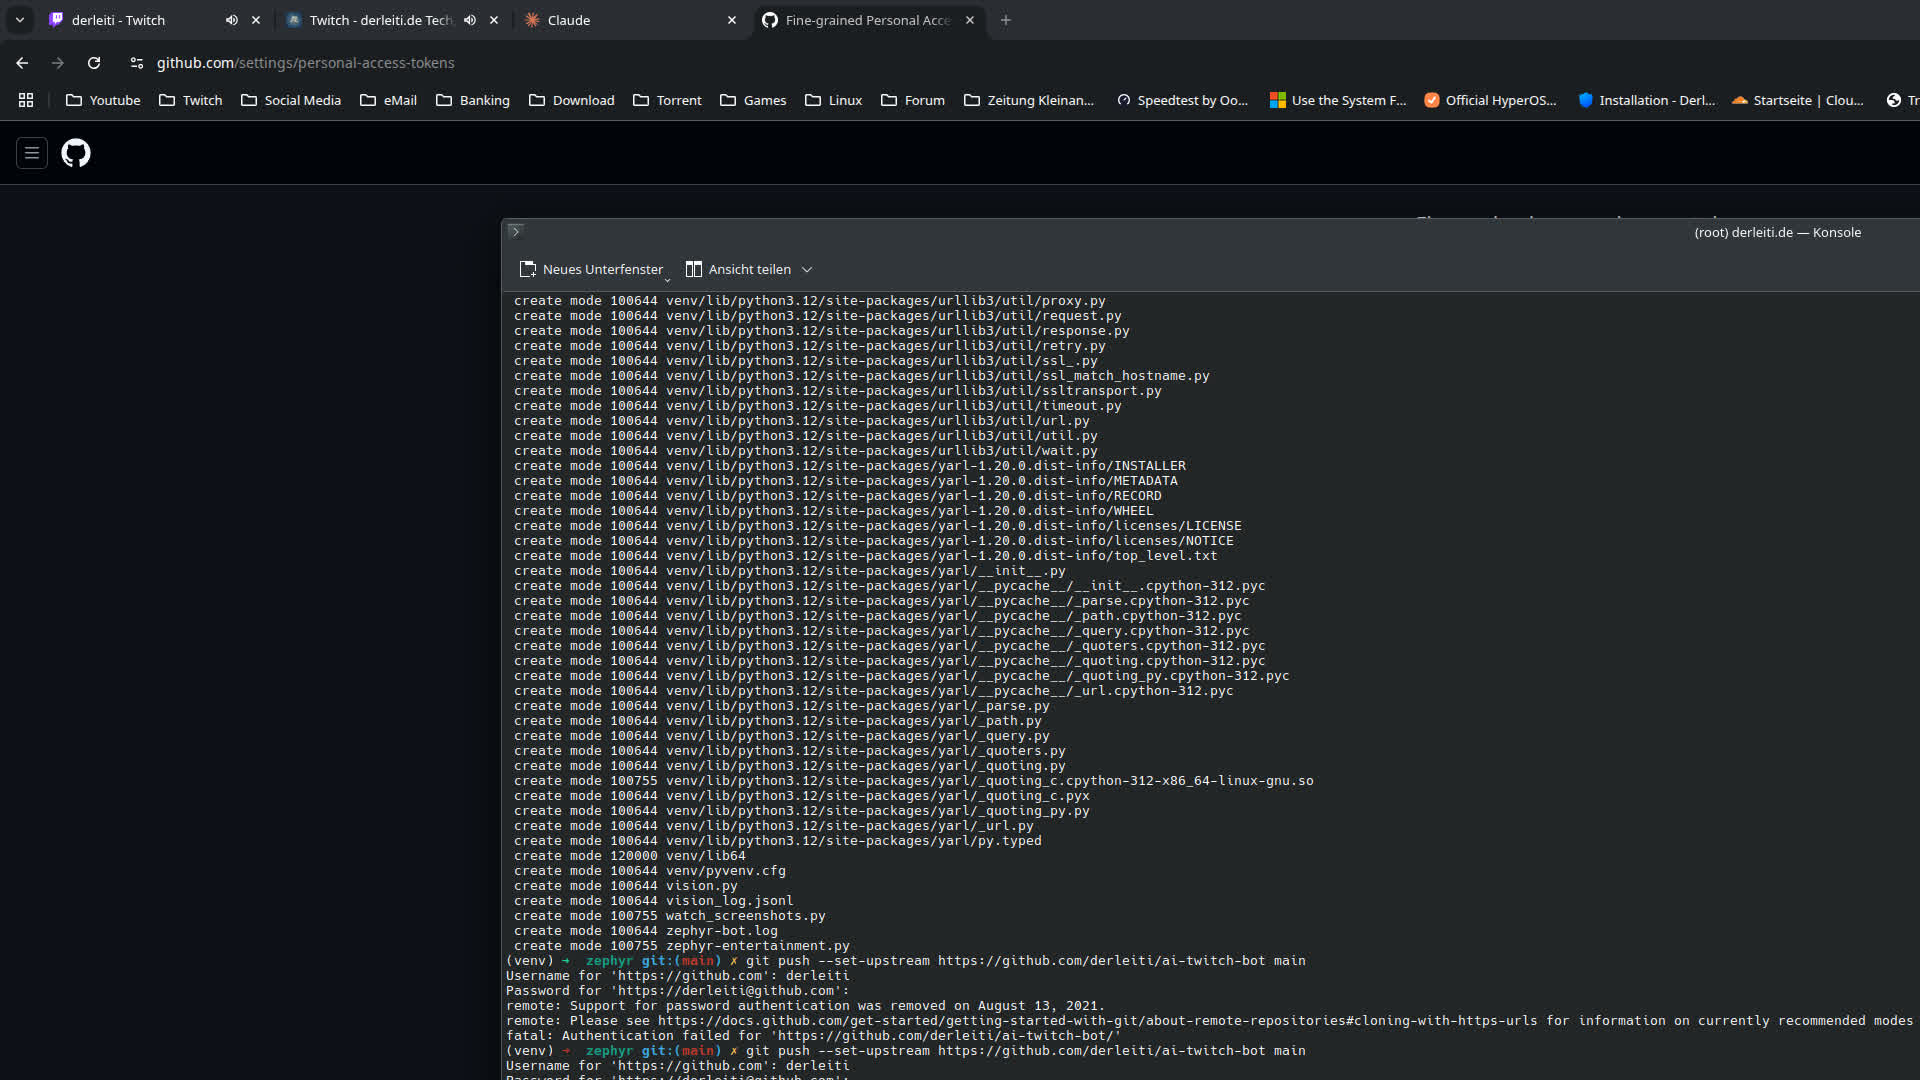 derleiti - Twitch
Twitch - derleiti.de Tech
Claude
Fine-grained Personal Acce
github.com/settings/personal-access-tokens
Youtube Twitch Social Media eMail Banking Download Torrent Games Linux Forum Zeitung Kleinan... Speedtest by Oo... Use the System F... Official HyperOS... Installation - Derl... Startseite | Clou... Tr
(root) derleiti.de — Konsole
Neues Unterfenster Ansicht teilen
create mode 100644 venv/lib/python3.12/site-packages/urllib3/util/proxy.py
create mode 100644 venv/lib/python3.12/site-packages/urllib3/util/request.py
create mode 100644 venv/lib/python3.12/site-packages/urllib3/util/response.py
create mode 100644 venv/lib/python3.12/site-packages/urllib3/util/retry.py
create mode 100644 venv/lib/python3.12/site-packages/urllib3/util/ssl_.py
create mode 100644 venv/lib/python3.12/site-packages/urllib3/util/ssl_match_hostname.py
create mode 100644 venv/lib/python3.12/site-packages/urllib3/util/ssltransport.py
create mode 100644 venv/lib/python3.12/site-packages/urllib3/util/timeout.py
create mode 100644 venv/lib/python3.12/site-packages/urllib3/util/url.py
create mode 100644 venv/lib/python3.12/site-packages/urllib3/util/util.py
create mode 100644 venv/lib/python3.12/site-packages/urllib3/util/wait.py
create mode 100644 venv/lib/python3.12/site-packages/yarl-1.20.0.dist-info/INSTALLER
create mode 100644 venv/lib/python3.12/site-packages/yarl-1.20.0.dist-info/METADATA
create mode 100644 venv/lib/python3.12/site-packages/yarl-1.20.0.dist-info/RECORD
create mode 100644 venv/lib/python3.12/site-packages/yarl-1.20.0.dist-info/WHEEL
create mode 100644 venv/lib/python3.12/site-packages/yarl-1.20.0.dist-info/licenses/LICENSE
create mode 100644 venv/lib/python3.12/site-packages/yarl-1.20.0.dist-info/licenses/NOTICE
create mode 100644 venv/lib/python3.12/site-packages/yarl-1.20.0.dist-info/top_level.txt
create mode 100644 venv/lib/python3.12/site-packages/yarl/__init__.py
create mode 100644 venv/lib/python3.12/site-packages/yarl/__pycache__/__init__.cpython-312.pyc
create mode 100644 venv/lib/python3.12/site-packages/yarl/__pycache__/_parse.cpython-312.pyc
create mode 100644 venv/lib/python3.12/site-packages/yarl/__pycache__/_path.cpython-312.pyc
create mode 100644 venv/lib/python3.12/site-packages/yarl/__pycache__/_query.cpython-312.pyc
create mode 100644 venv/lib/python3.12/site-packages/yarl/__pycache__/_quoters.cpython-312.pyc
create mode 100644 venv/lib/python3.12/site-packages/yarl/__pycache__/_quoting.cpython-312.pyc
create mode 100644 venv/lib/python3.12/site-packages/yarl/__pycache__/_quoting_py.cpython-312.pyc
create mode 100644 venv/lib/python3.12/site-packages/yarl/__pycache__/_url.cpython-312.pyc
create mode 100644 venv/lib/python3.12/site-packages/yarl/_parse.py
create mode 100644 venv/lib/python3.12/site-packages/yarl/_path.py
create mode 100644 venv/lib/python3.12/site-packages/yarl/_query.py
create mode 100644 venv/lib/python3.12/site-packages/yarl/_quoters.py
create mode 100644 venv/lib/python3.12/site-packages/yarl/_quoting.py
create mode 100755 venv/lib/python3.12/site-packages/yarl/_quoting_c.cpython-312-x86_64-linux-gnu.so
create mode 100644 venv/lib/python3.12/site-packages/yarl/_quoting_c.pyx
create mode 100644 venv/lib/python3.12/site-packages/yarl/_quoting_py.py
create mode 100644 venv/lib/python3.12/site-packages/yarl/_url.py
create mode 100644 venv/lib/python3.12/site-packages/yarl/py.typed
create mode 120000 venv/lib64
create mode 100644 venv/pyvenv.cfg
create mode 100644 vision.py
create mode 100644 vision_log.jsonl
create mode 100755 watch_screenshots.py
create mode 100644 zephyr-bot.log
create mode 100755 zephyr-entertainment.py
(venv) ➜ zephyr git:(main) ✗ git push --set-upstream https://github.com/derleiti/ai-twitch-bot main
Username for 'https://github.com': derleiti
Password for 'https://derleiti@github.com':
remote: Support for password authentication was removed on August 13, 2021.
remote: Please see https://docs.github.com/get-started/getting-started-with-git/about-remote-repositories#cloning-with-https-urls for information on currently recommended modes
fatal: Authentication failed for 'https://github.com/derleiti/ai-twitch-bot/'
(venv) ➜ zephyr git:(main) ✗ git push --set-upstream https://github.com/derleiti/ai-twitch-bot main
Username for 'https://github.com': derleiti
Password for 'https://derleiti@github.com':